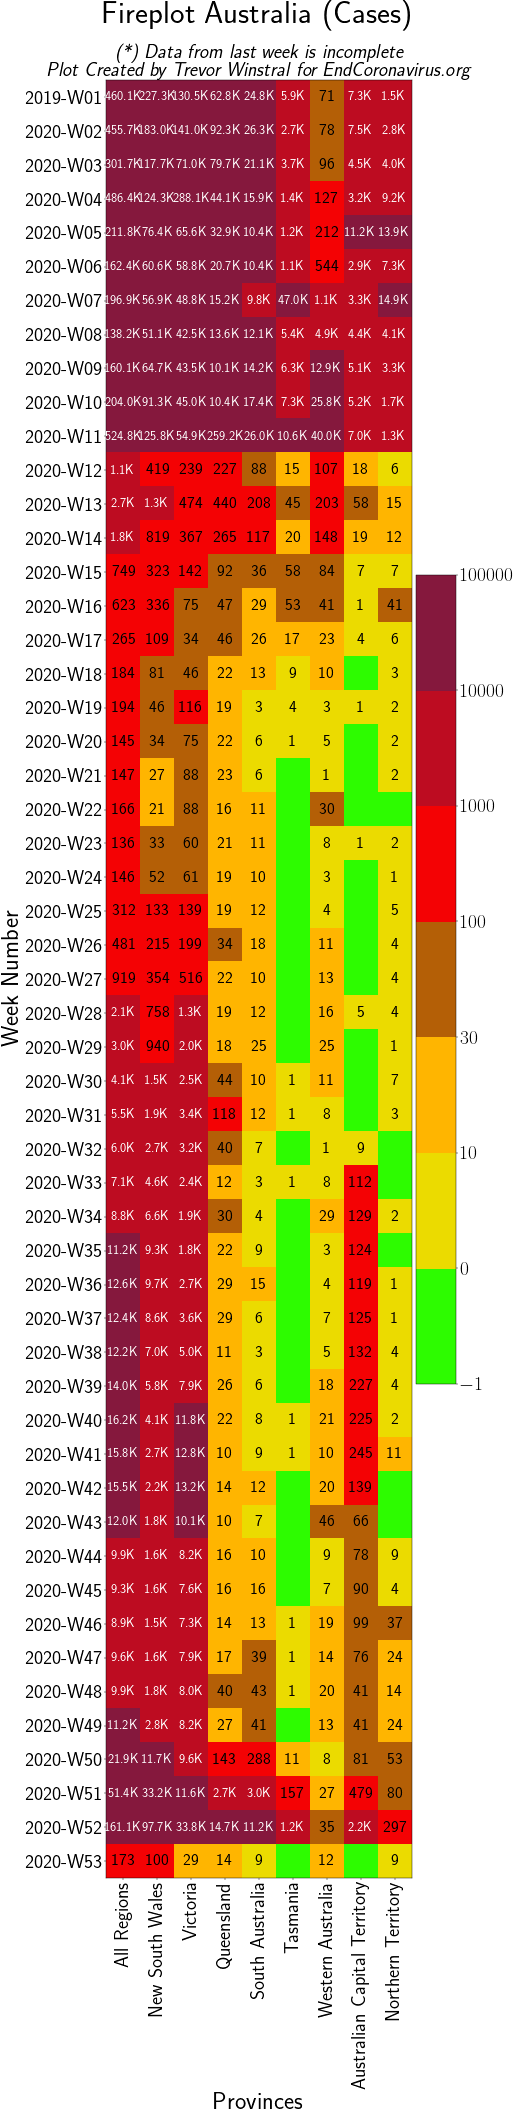 Fireplot Australia (Cases)
(*) Data from last week is incomplete
Plot Created by Trevor Winstral for EndCoronavirus.org
2019-W01 460.1K 227.3K 130.5K 62.8K 24.8K 5.9K 71 7.3K 1.5K
2020-W02 455.7K 183.0K 141.0K 92.3K 26.3K 2.7K 78 7.5K 2.8K
2020-W03 301.7K 117.7K 71.0K 79.7K 21.1K 3.7K 96 4.5K 4.0K
2020-W04 486.4K 124.3K 288.1K 44.1K 15.9K 1.4K 127 3.2K 9.2K
2020-W05 211.8K 76.4K 65.6K 32.9K 10.4K 1.2K 212 11.2K 13.9K
2020-W06 162.4K 60.6K 58.8K 20.7K 10.4K 1.1K 544 2.9K 7.3K
2020-W07 196.9K 56.9K 48.8K 15.2K 9.8K 47.0K 1.1K 3.3K 14.9K
2020-W08 138.2K 51.1K 42.5K 13.6K 12.1K 5.4K 4.9K 4.4K 4.1K
2020-W09 160.1K 64.7K 43.5K 10.1K 14.2K 6.3K 12.9K 5.1K 3.3K
2020-W10 204.0K 91.3K 45.0K 10.4K 17.4K 7.3K 25.8K 5.2K 1.7K
2020-W11 524.8K 125.8K 54.9K 259.2K 26.0K 10.6K 40.0K 7.0K 1.3K
2020-W12 1.1K 419 239 227 88 15 107 18 6
2020-W13 2.7K 1.3K 474 440 208 45 203 58 15
2020-W14 1.8K 819 367 265 117 20 148 19 12
2020-W15 749 323 142 92 36 58 84 7 7
2020-W16 623 336 75 47 29 53 41 1 41
2020-W17 265 109 34 46 26 17 23 4 6
2020-W18 184 81 46 22 13 9 10 3
2020-W19 194 46 116 19 3 4 3 1 2
2020-W20 145 34 75 22 6 1 5 2
2020-W21 147 27 88 23 6 1 2
2020-W22 166 21 88 16 11 30
2020-W23 136 33 60 21 11 8 1 2
2020-W24 146 52 61 19 10 3 1
2020-W25 312 133 139 19 12 4 5
2020-W26 481 215 199 34 18 11 4
2020-W27 919 354 516 22 10 13 4
2020-W28 2.1K 758 1.3K 19 12 16 5 4
2020-W29 3.0K 940 2.0K 18 25 25 1
2020-W30 4.1K 1.5K 2.5K 44 10 1 11 7
2020-W31 5.5K 1.9K 3.4K 118 12 1 8 3
2020-W32 6.0K 2.7K 3.2K 40 7 1 9
2020-W33 7.1K 4.6K 2.4K 12 3 1 8 112
2020-W34 8.8K 6.6K 1.9K 30 4 29 129 2
2020-W35 11.2K 9.3K 1.8K 22 9 3 124
2020-W36 12.6K 9.7K 2.7K 29 15 4 119 1
2020-W37 12.4K 8.6K 3.6K 29 6 7 125 1
2020-W38 12.2K 7.0K 5.0K 11 3 5 132 4
2020-W39 14.0K 5.8K 7.9K 26 6 18 227 4
2020-W40 16.2K 4.1K 11.8K 22 8 1 21 225 2
2020-W41 15.8K 2.7K 12.8K 10 9 1 10 245 11
2020-W42 15.5K 2.2K 13.2K 14 12 20 139
2020-W43 12.0K 1.8K 10.1K 10 7 46 66
2020-W44 9.9K 1.6K 8.2K 16 10 9 78 9
2020-W45 9.3K 1.6K 7.6K 16 16 7 90 4
2020-W46 8.9K 1.5K 7.3K 14 13 1 19 99 37
2020-W47 9.6K 1.6K 7.9K 17 39 1 14 76 24
2020-W48 9.9K 1.8K 8.0K 40 43 1 20 41 14
2020-W49 11.2K 2.8K 8.2K 27 41 13 41 24
2020-W50 21.9K 11.7K 9.6K 143 288 11 8 81 53
2020-W51 51.4K 33.2K 11.6K 2.7K 3.0K 157 27 479 80
2020-W52 161.1K 97.7K 33.8K 14.7K 11.2K 1.2K 35 2.2K 297
2020-W53 173 100 29 14 9 12 9
Week Number
100000
10000
1000
100
30
10
0
−1
All Regions
New South Wales
Victoria
Queensland
South Australia
Tasmania
Western Australia
Australian Capital Territory
Northern Territory
Provinces